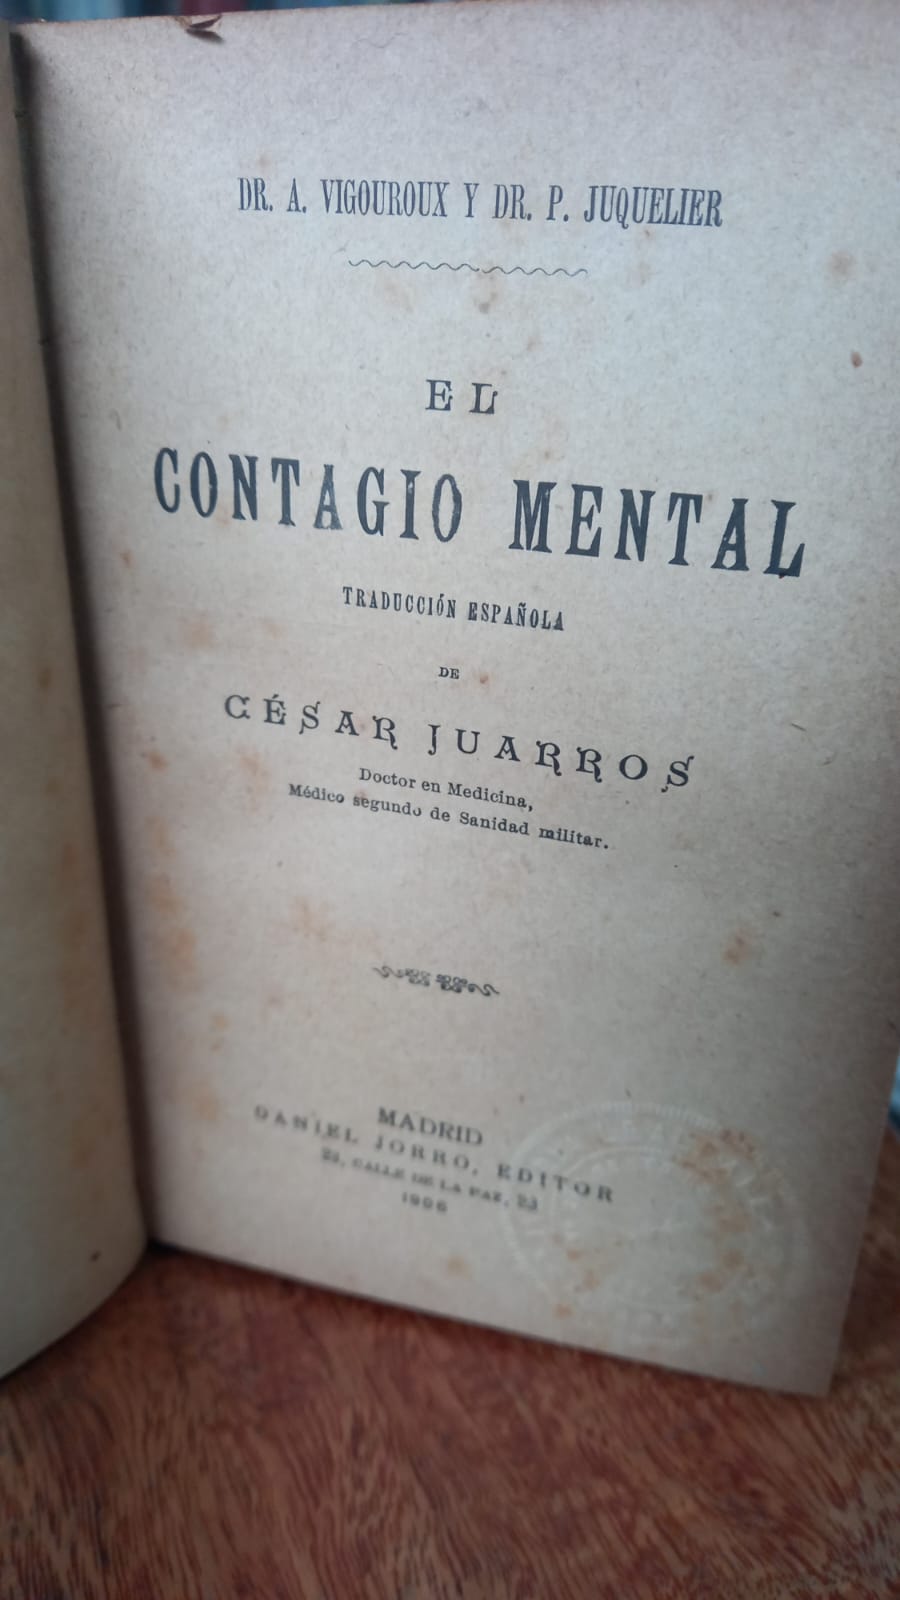 DR. A. VIGOUROUX Y DR. P. JUQUELIER
EL
CONTAGIO MENTAL
TRADUCCIÓN ESPAÑOLA
DE
CÉSAR JUARROS
Doctor en Medicina,
Médico segundo de Sanidad militar.
MADRID
DANIEL JORRO, EDITOR
23, CALLE DE LA PAZ, 23